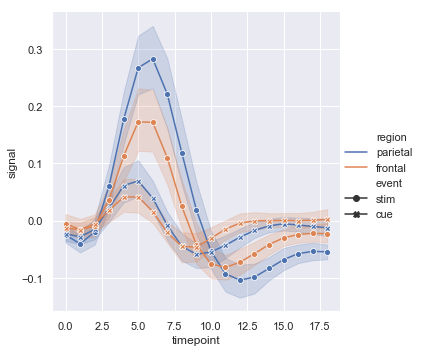 0.3
0.2
0.1
0.0
−0.1
signal
0.0 2.5 5.0 7.5 10.0 12.5 15.0 17.5
timepoint
region
parietal
frontal
event
stim
cue